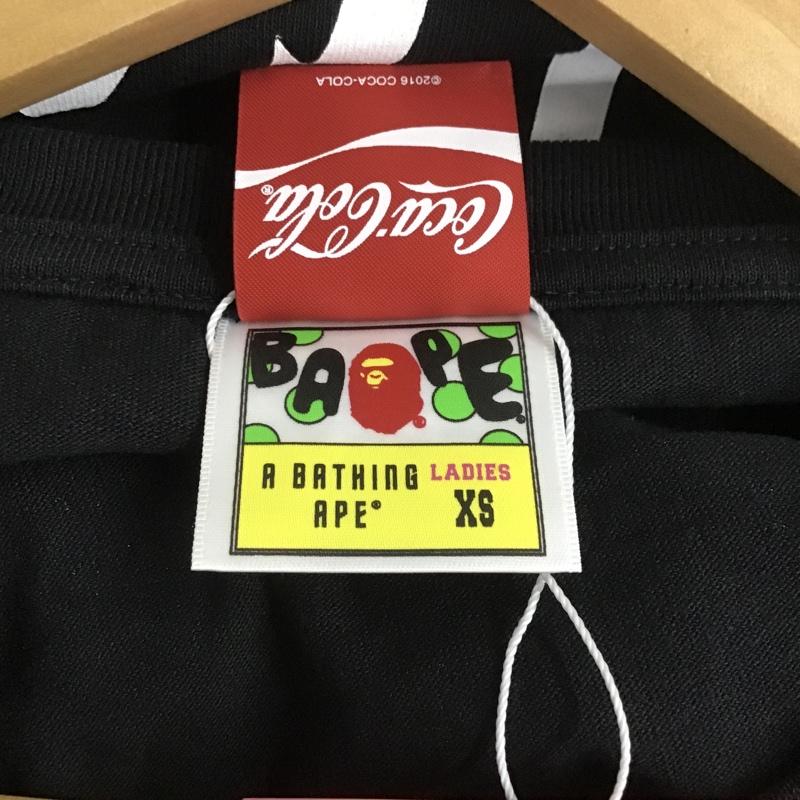 ©2016 COCA-COLA
Coca-Cola®
BAPE®
A BATHING
APE®
LADIES
XS